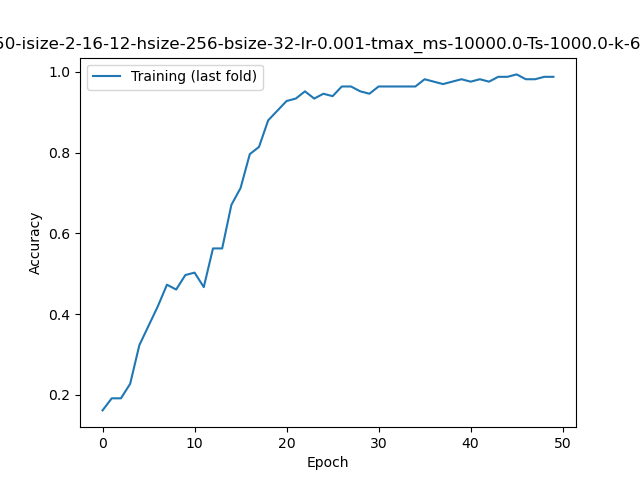 50-isize-2-16-12-hsize-256-bsize-32-lr-0.001-tmax_ms-10000.0-Ts-1000.0-k-6
Training (last fold)
1.0
0.8
0.6
0.4
0.2
Accuracy
0 10 20 30 40 50
Epoch